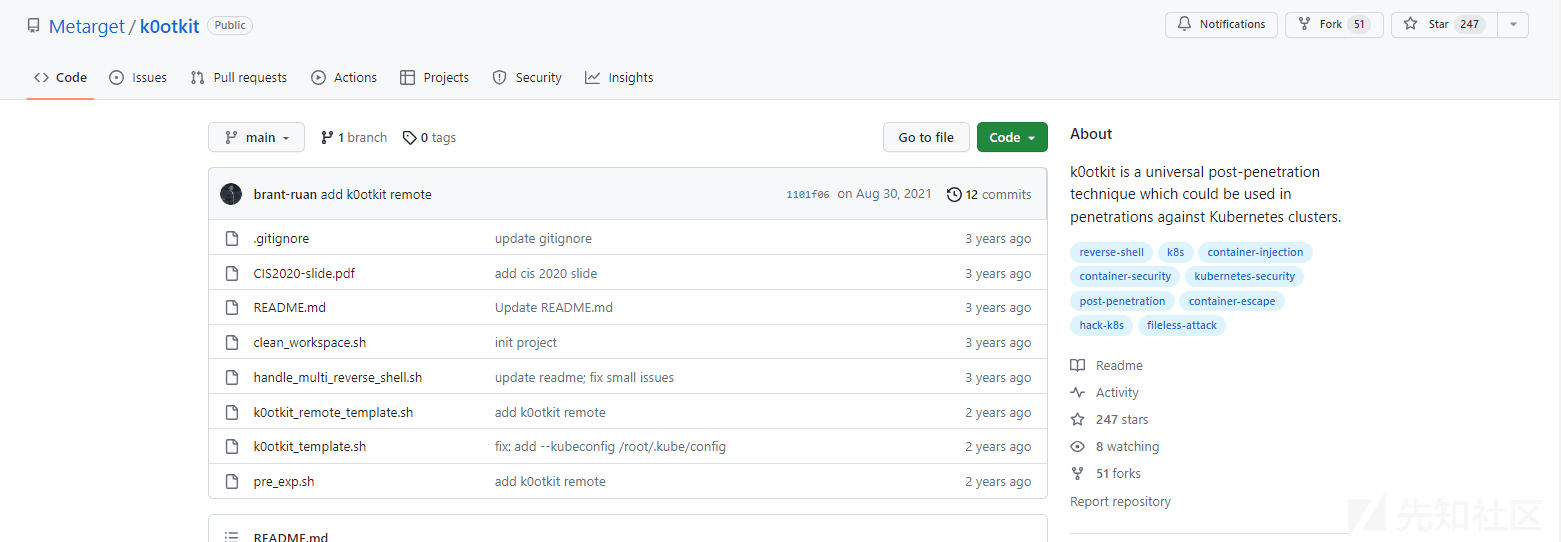 Metarget / k0otkit Public
Notifications
Fork 51
Star 247
Code
Issues
Pull requests
Actions
Projects
Security
Insights
main
1 branch
0 tags
Go to file
Code
brant-ruan add k0otkit remote 1101f06 on Aug 30, 2021 12 commits
.gitignore update gitignore 3 years ago
CIS2020-slide.pdf add cis 2020 slide 3 years ago
README.md Update README.md 3 years ago
clean_workspace.sh init project 3 years ago
handle_multi_reverse_shell.sh update readme; fix small issues 3 years ago
k0otkit_remote_template.sh add k0otkit remote 2 years ago
k0otkit_template.sh fix: add --kubeconfig /root/.kube/config 2 years ago
pre_exp.sh add k0otkit remote 2 years ago
README.md
About
k0otkit is a universal post-penetration
technique which could be used in
penetrations against Kubernetes clusters.
reverse-shell k8s container-injection
container-security kubernetes-security
post-penetration container-escape
hack-k8s fileless-attack
Readme
Activity
247 stars
8 watching
51 forks
Report repository
先知社区